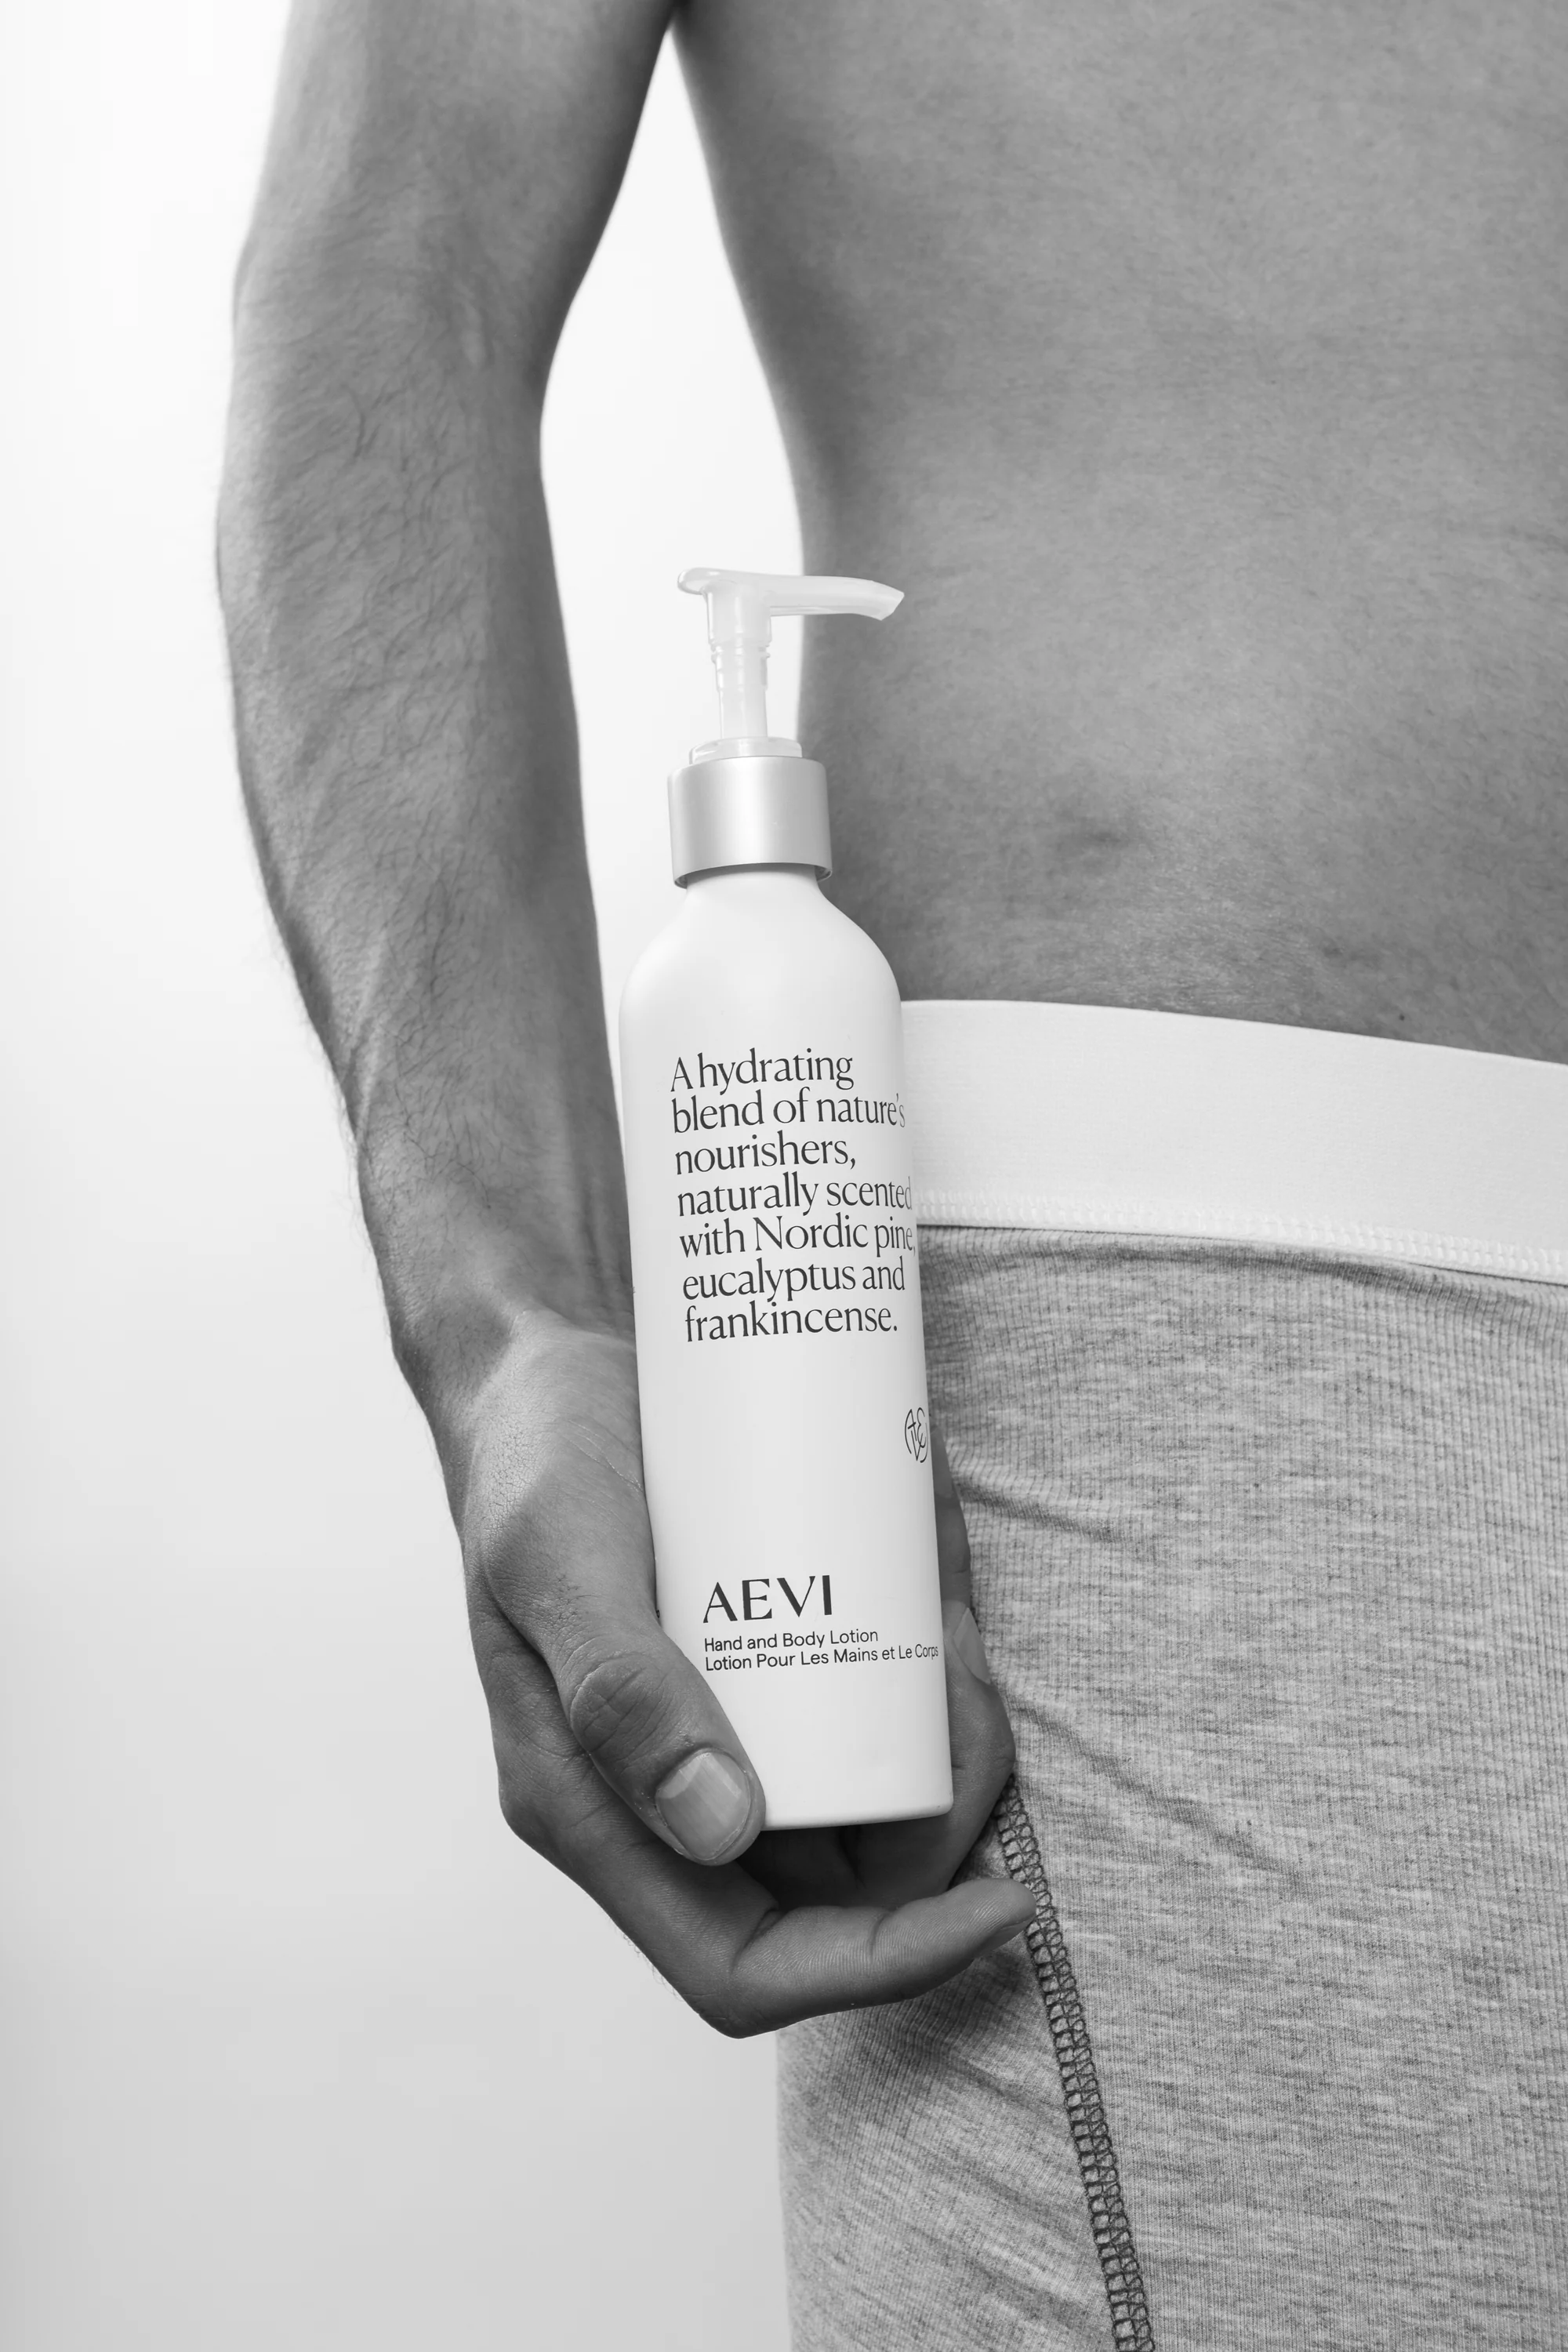 A hydrating
blend of nature's
nourishers,
naturally scented
with Nordic pine,
eucalyptus and
frankincense.
AEVI
Hand and Body Lotion
Lotion Pour Les Mains et Le Corps